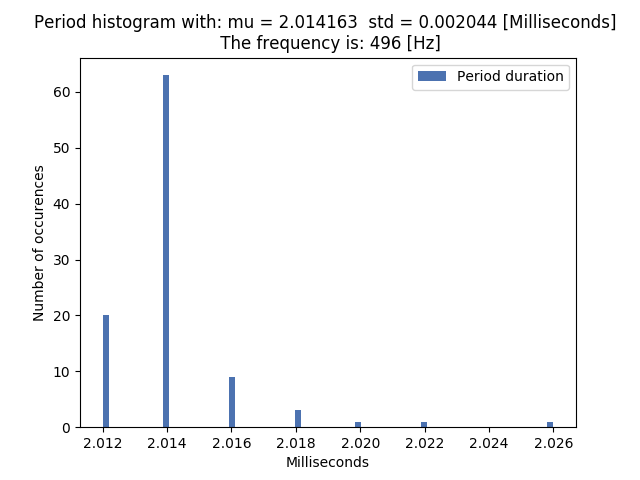 Period histogram with: mu = 2.014163  std = 0.002044 [Milliseconds]
The frequency is: 496 [Hz]
Period duration
Number of occurences
60
50
40
30
20
10
0
2.012 2.014 2.016 2.018 2.020 2.022 2.024 2.026
Milliseconds